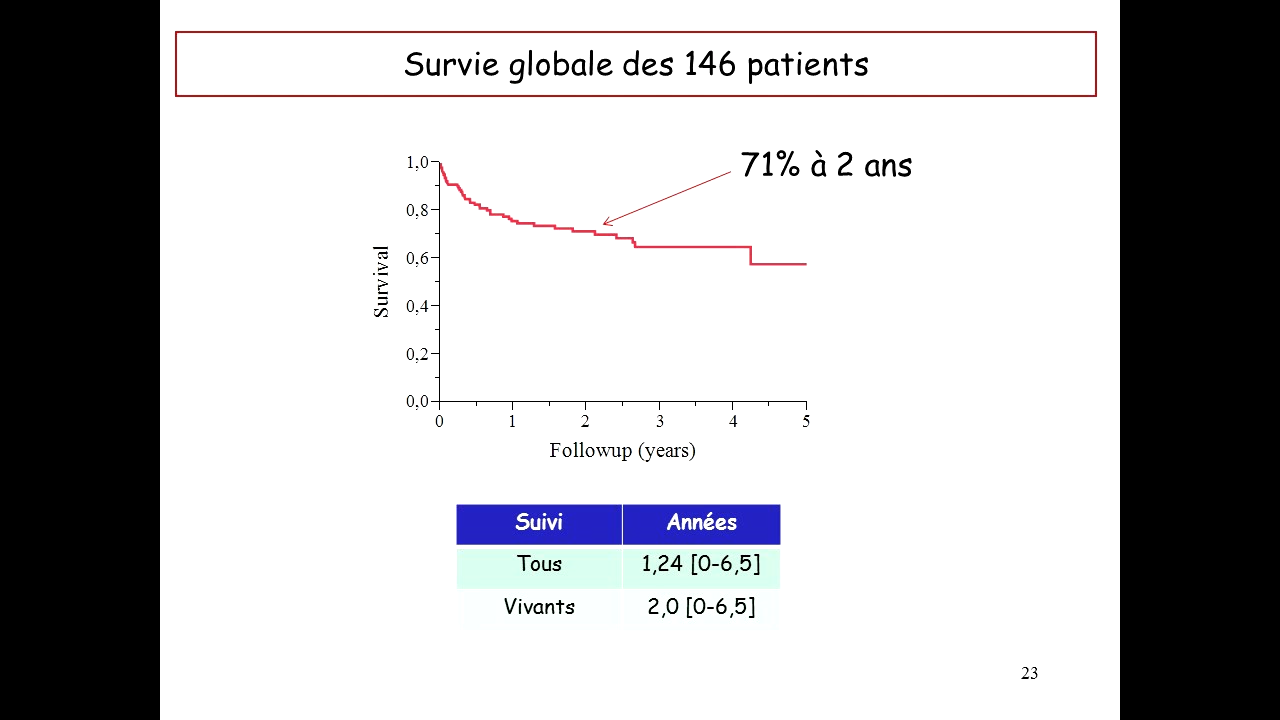 Survie globale des 146 patients
71% à 2 ans
1,0
0,8
0,6
0,4
0,2
0,0
Survival
0 1 2 3 4 5
Followup (years)
Suivi Années
Tous 1,24 [0-6,5]
Vivants 2,0 [0-6,5]
23